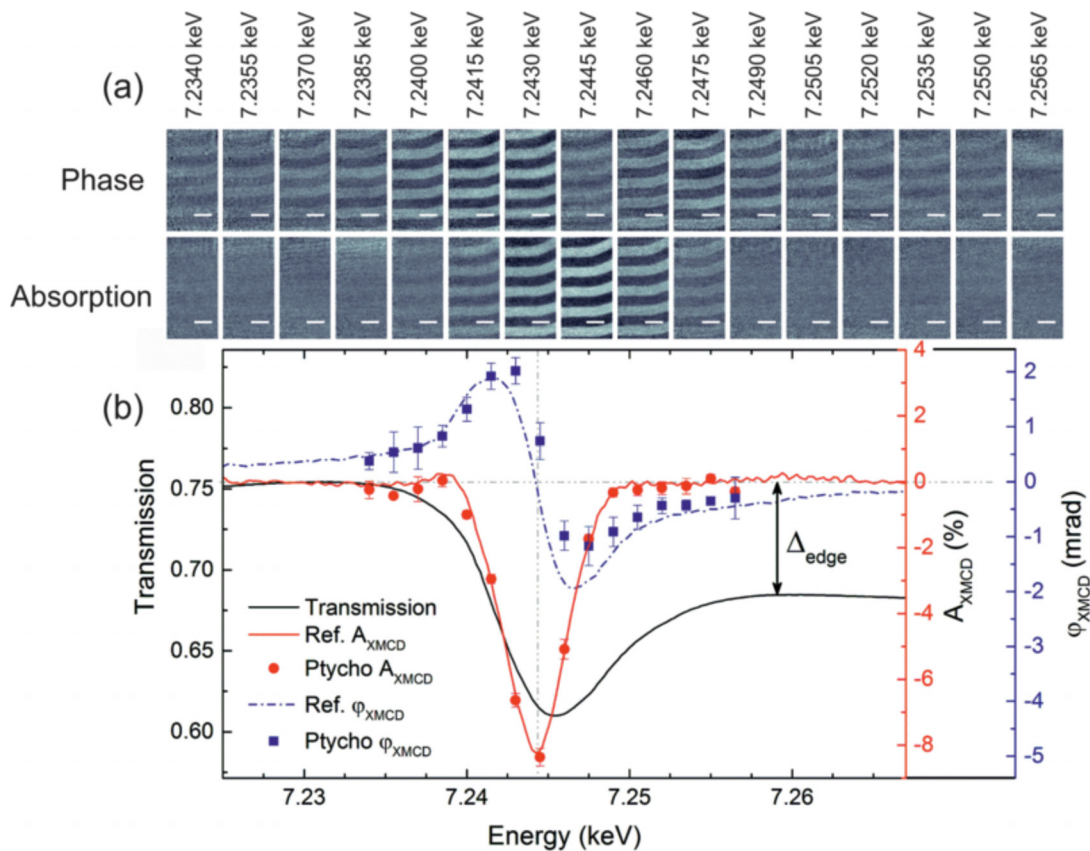 (a)
7.2340 keV
7.2355 keV
7.2370 keV
7.2385 keV
7.2400 keV
7.2415 keV
7.2430 keV
7.2445 keV
7.2460 keV
7.2475 keV
7.2490 keV
7.2505 keV
7.2520 keV
7.2535 keV
7.2550 keV
7.2565 keV
Phase
Absorption
(b)
Transmission
0.80
0.75
0.70
0.65
0.60
Transmission
Ref. A_XMCD
Ptycho A_XMCD
Ref. φ_XMCD
Ptycho φ_XMCD
Δ_edge
4
2
0
-2
-4
-6
-8
A_XMCD (%)
2
1
0
-1
-2
-3
-4
-5
φ_XMCD (mrad)
7.23
7.24
7.25
7.26
Energy (keV)